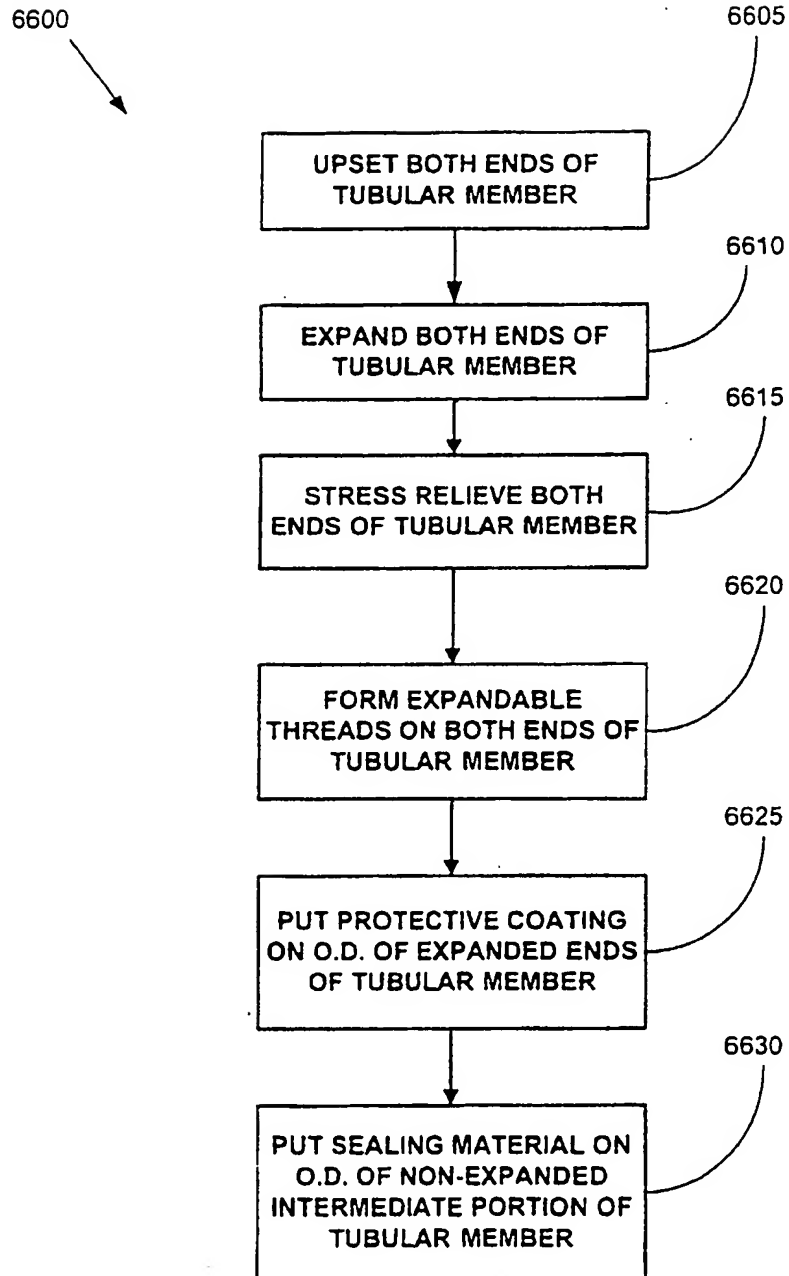 6600
6605
UPSET BOTH ENDS OF
TUBULAR MEMBER
6610
EXPAND BOTH ENDS OF
TUBULAR MEMBER
6615
STRESS RELIEVE BOTH
ENDS OF TUBULAR MEMBER
6620
FORM EXPANDABLE
THREADS ON BOTH ENDS OF
TUBULAR MEMBER
6625
PUT PROTECTIVE COATING
ON O.D. OF EXPANDED ENDS
OF TUBULAR MEMBER
6630
PUT SEALING MATERIAL ON
O.D. OF NON-EXPANDED
INTERMEDIATE PORTION OF
TUBULAR MEMBER